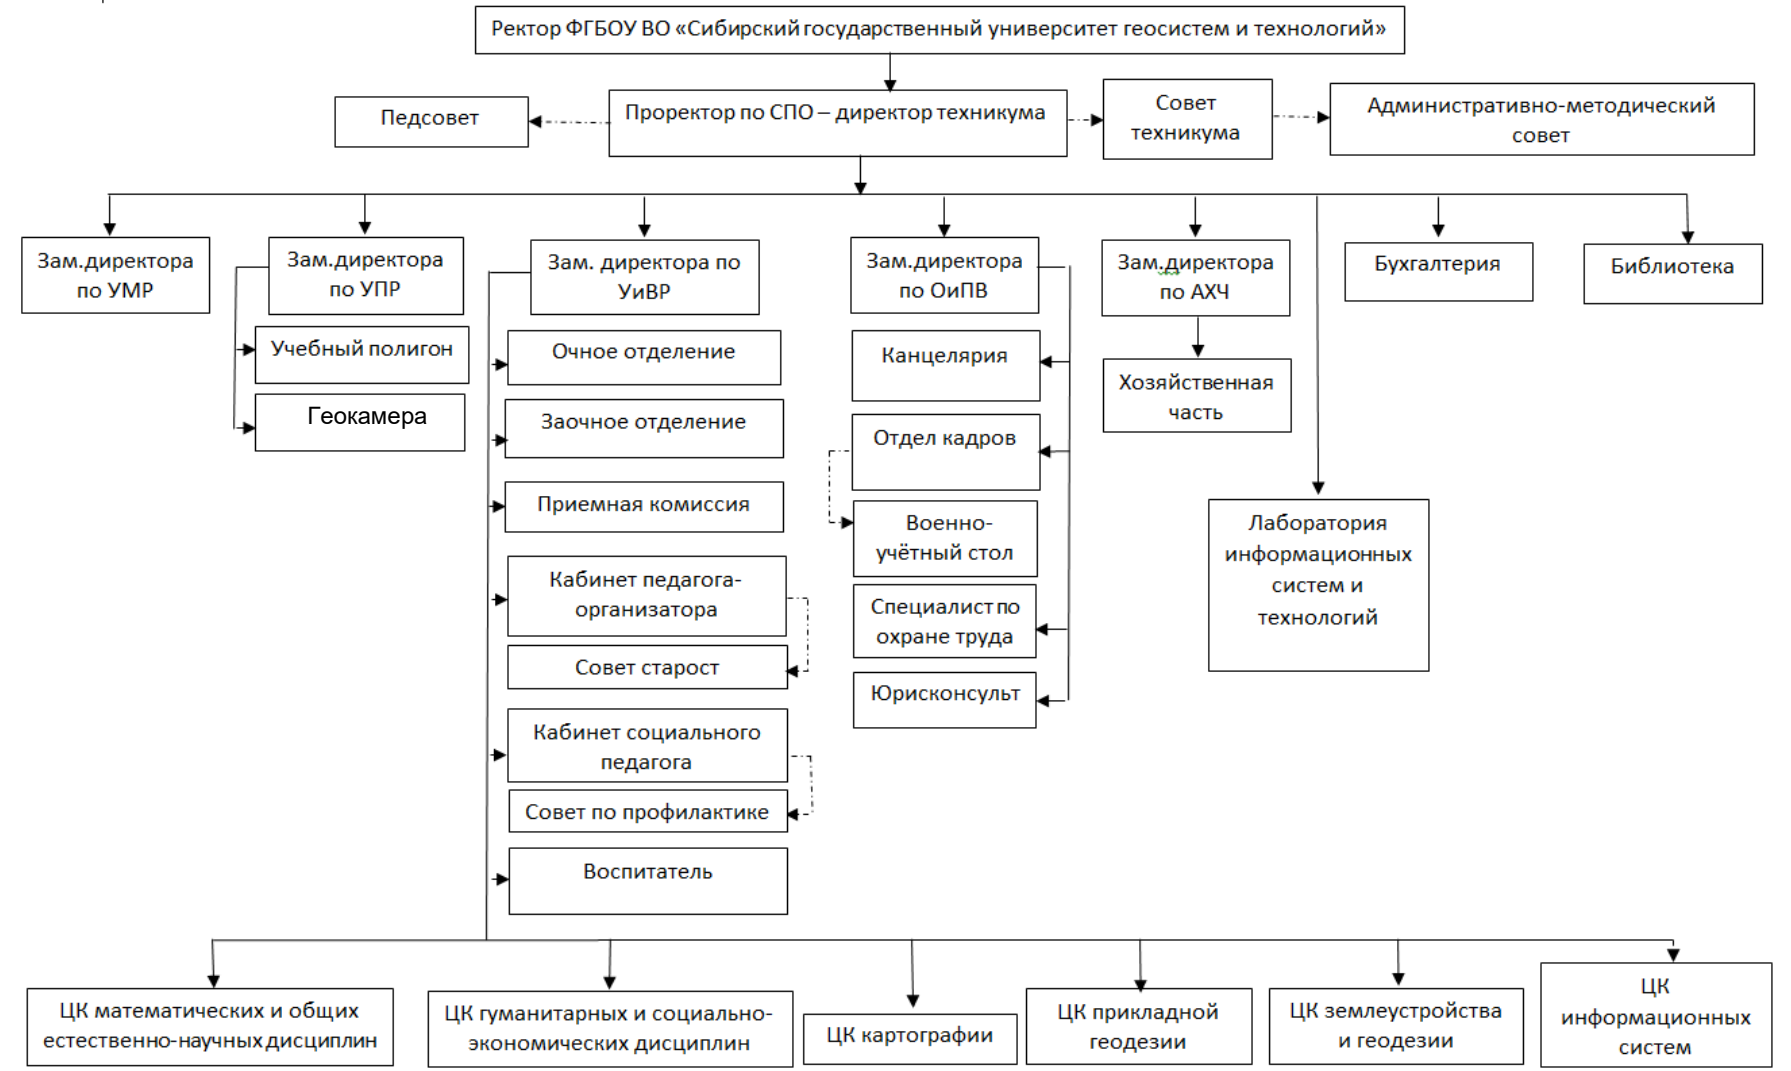 Ректор ФГБОУ ВО «Сибирский государственный университет геосистем и технологий»
Педсовет
Проректор по СПО – директор техникума
Совет
техникума
Административно-методический
совет
Зам.директора
по УМР
Зам.директора
по УПР
Зам. директора по
УиВР
Зам.директора
по ОиПВ
Зам.директора
по АХЧ
Бухгалтерия
Библиотека
Учебный полигон
Геокамера
Очное отделение
Заочное отделение
Приемная комиссия
Кабинет педагога-
организатора
Совет старост
Кабинет социального
педагога
Совет по профилактике
Воспитатель
Канцелярия
Отдел кадров
Военно-
учётный стол
Специалист по
охране труда
Юрисконсульт
Хозяйственная
часть
Лаборатория
информационных
систем и
технологий
ЦК математических и общих
естественно-научных дисциплин
ЦК гуманитарных и социально-
экономических дисциплин
ЦК картографии
ЦК прикладной
геодезии
ЦК землеустройства
и геодезии
ЦК
информационных
систем